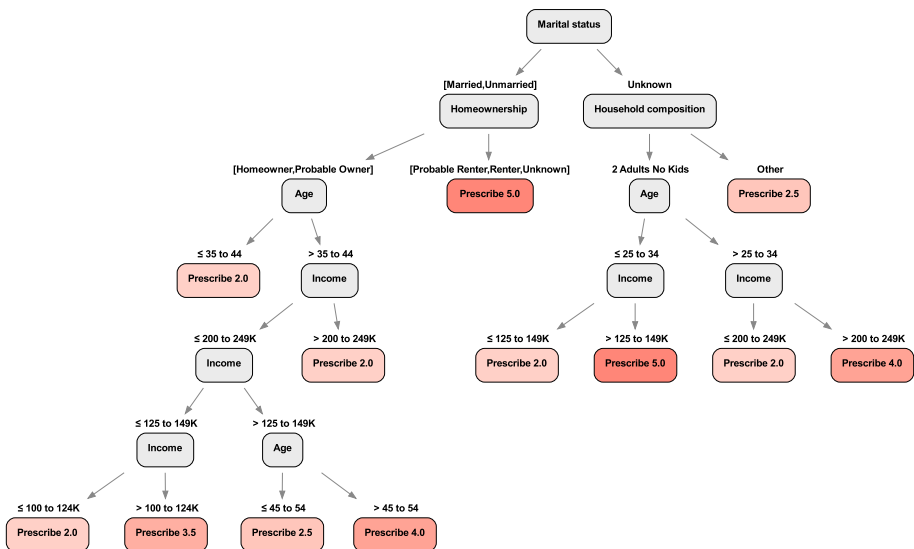 Marital status
[Married,Unmarried]
Unknown
Homeownership
Household composition
[Homeowner,Probable Owner]
[Probable Renter,Renter,Unknown]
2 Adults No Kids
Other
Age
Prescribe 5.0
Age
Prescribe 2.5
≤ 35 to 44
> 35 to 44
≤ 25 to 34
> 25 to 34
Prescribe 2.0
Income
Income
Income
≤ 200 to 249K
> 200 to 249K
≤ 125 to 149K
> 125 to 149K
≤ 200 to 249K
> 200 to 249K
Income
Prescribe 2.0
Prescribe 2.0
Prescribe 5.0
Prescribe 2.0
Prescribe 4.0
≤ 125 to 149K
> 125 to 149K
Income
Age
≤ 100 to 124K
> 100 to 124K
≤ 45 to 54
> 45 to 54
Prescribe 2.0
Prescribe 3.5
Prescribe 2.5
Prescribe 4.0